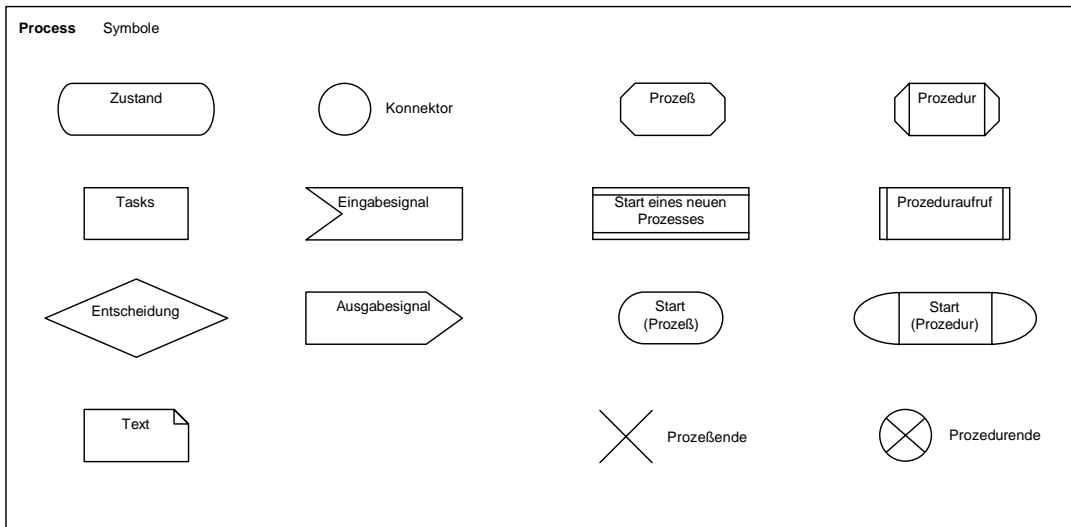 Process Symbole
Zustand
Konnektor
Prozeß
Prozedur
Tasks
Eingabesignal
Start eines neuen
Prozesses
Prozeduraufruf
Entscheidung
Ausgabesignal
Start
(Prozeß)
Start
(Prozedur)
Text
Prozeßende
Prozedurende